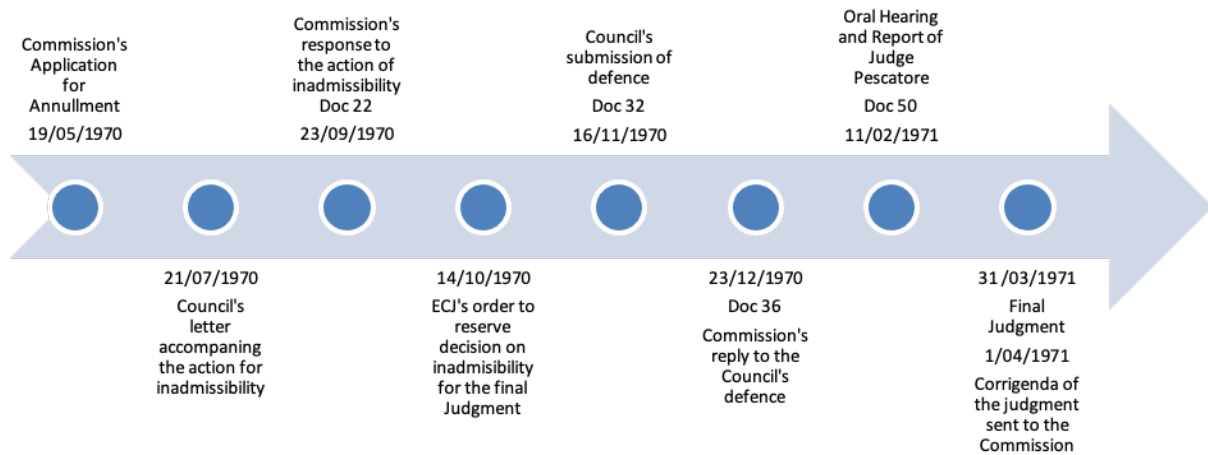 Commission's
Application
for
Annullment
19/05/1970
21/07/1970
Council's
letter
accompaning
the action for
inadmissibility
Commission's
response to
the action of
inadmissibility
Doc 22
23/09/1970
14/10/1970
ECJ's order to
reserve
decision on
inadmisibility
for the final
Judgment
Council's
submission of
defence
Doc 32
16/11/1970
23/12/1970
Doc 36
Commission's
reply to the
Council's
defence
Oral Hearing
and Report of
Judge
Pescatore
Doc 50
11/02/1971
31/03/1971
Final
Judgment
1/04/1971
Corrigenda of
the judgment
sent to the
Commission